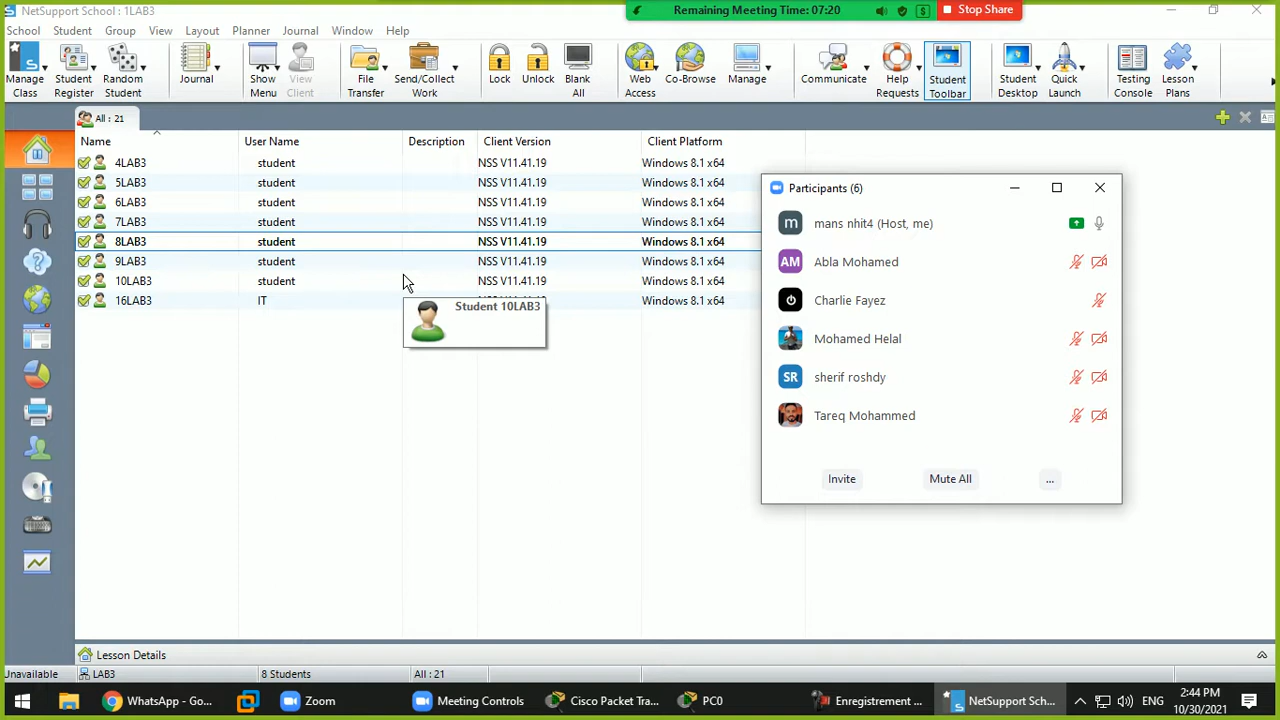 NetSupport School : 1LAB3
Remaining Meeting Time: 07:20
Stop Share
School Student Group View Layout Window Planner Journal Window Help
Manage Class
Student Register
Random Student
Journal
Show Menu
View Client
File Transfer
Send/Collect Work
Lock
Unlock
Blank All
Web Access
Co-Browse
Manage
Communicate
Help Requests
Student Toolbar
Student Desktop
Quick Launch
Testing Console
Lesson Plans
All : 21
Name User Name Description Client Version Client Platform
4LAB3 student NSS V11.41.19 Windows 8.1 x64
5LAB3 student NSS V11.41.19 Windows 8.1 x64
6LAB3 student NSS V11.41.19 Windows 8.1 x64
7LAB3 student NSS V11.41.19 Windows 8.1 x64
8LAB3 student NSS V11.41.19 Windows 8.1 x64
9LAB3 student NSS V11.41.19 Windows 8.1 x64
10LAB3 student NSS V11.41.19 Windows 8.1 x64
16LAB3 IT Windows 8.1 x64
Student 10LAB3
Participants (6)
m mans nhit4 (Host, me)
AM Abla Mohamed
Charlie Fayez
Mohamed Helal
SR sherif roshdy
Tareq Mohammed
Invite Mute All ...
Lesson Details
Unavailable LAB3 8 Students All : 21
WhatsApp - Go...
Zoom
Meeting Controls
Cisco Packet Tra...
PC0
Enregistrement ...
NetSupport Sch...
ENG
2:44 PM
10/30/2021